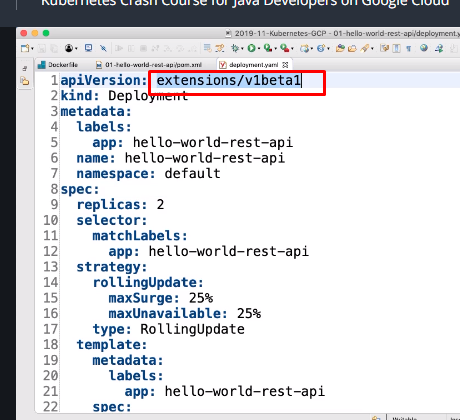 Kubernetes Crash Course for Java Developers on Google Cloud
2019-11-Kubernetes-GCP - 01-hello-world-rest-api/deployment.y
Dockerfile 01-hello-world-rest-api/pom.xml deployment.yaml
1 apiVersion: extensions/v1beta1
2 kind: Deployment
3 metadata:
4 labels:
5 app: hello-world-rest-api
6 name: hello-world-rest-api
7 namespace: default
8 spec:
9 replicas: 2
10 selector:
11 matchLabels:
12 app: hello-world-rest-api
13 strategy:
14 rollingUpdate:
15 maxSurge: 25%
16 maxUnavailable: 25%
17 type: RollingUpdate
18 template:
19 metadata:
20 labels:
21 app: hello-world-rest-api
22 spec: